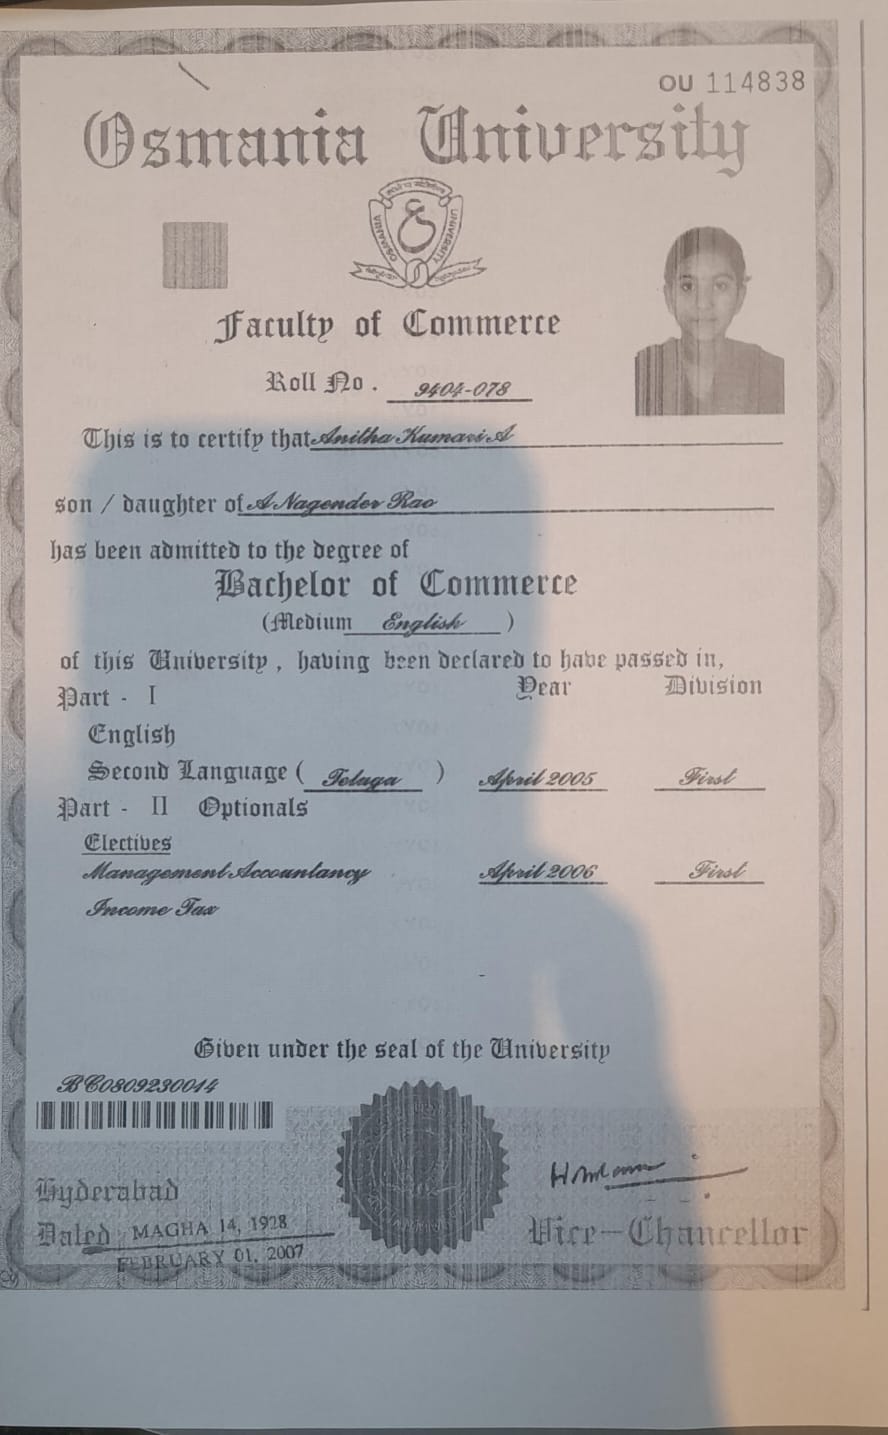 OU 114838
Osmania University
OSMANIA UNIVERSITY
Faculty of Commerce
Roll No. 9404-078
This is to certify that Anitha Kumari A
son / daughter of A Nagender Rao
has been admitted to the degree of
Bachelor of Commerce
(Medium English )
of this University, having been declared to have passed in,
Part - I Year Division
English
Second Language ( Telugu ) April 2005 First
Part - II Optionals
Electives
Management Accountancy April 2006 First
Income Tax
Given under the seal of the University
BC0809230014
Hyderabad
Dated MAGHA 14, 1928
FEBRUARY 01, 2007
Vice-Chancellor